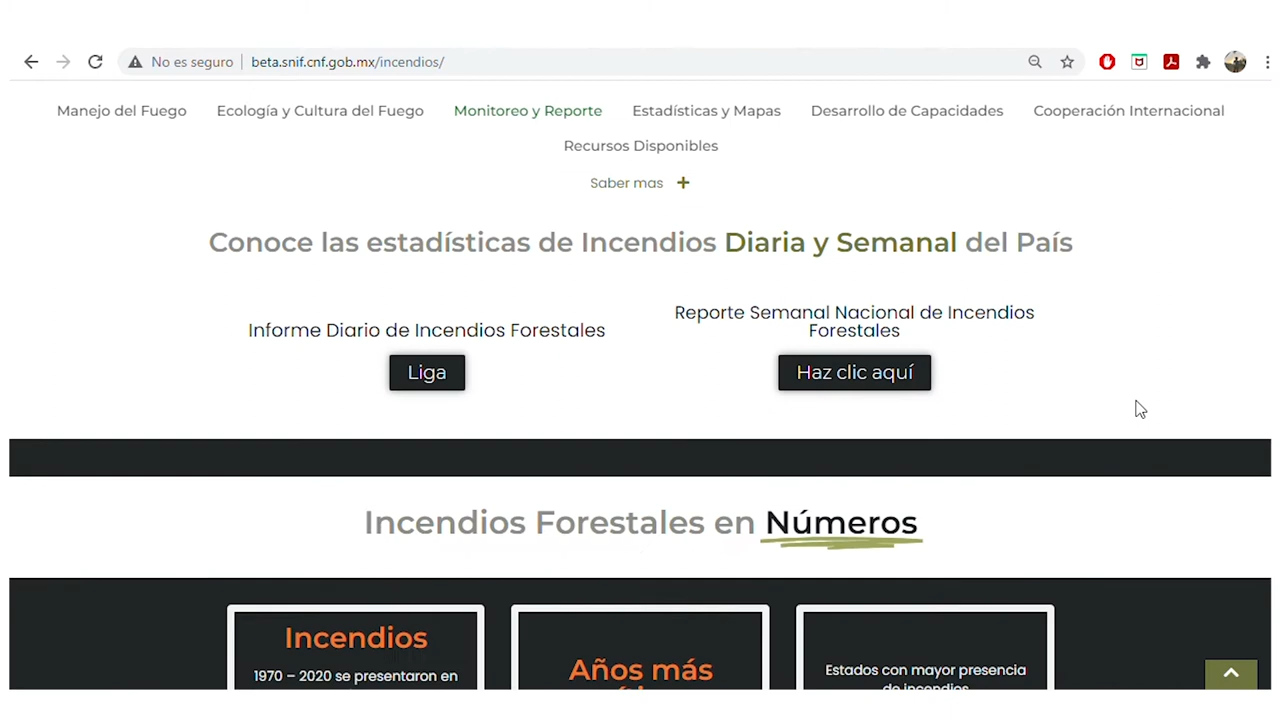 No es seguro beta.snif.cnf.gob.mx/incendios/
Manejo del Fuego Ecología y Cultura del Fuego Monitoreo y Reporte Estadísticas y Mapas Desarrollo de Capacidades Cooperación Internacional
Recursos Disponibles
Saber mas +
Conoce las estadísticas de Incendios Diaria y Semanal del País
Informe Diario de Incendios Forestales
Liga
Reporte Semanal Nacional de Incendios
Forestales
Haz clic aquí
Incendios Forestales en Números
Incendios
1970 – 2020 se presentaron en
Años más
Estados con mayor presencia
de incendios